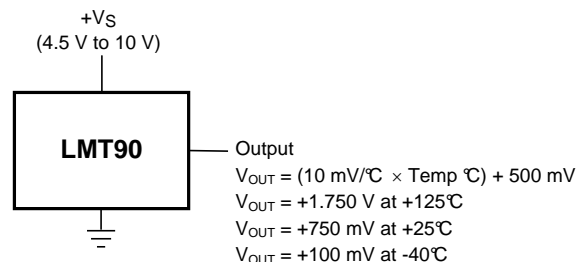 +VS
(4.5 V to 10 V)
LMT90
Output
VOUT = (10 mV/°C × Temp °C) + 500 mV
VOUT = +1.750 V at +125°C
VOUT = +750 mV at +25°C
VOUT = +100 mV at -40°C